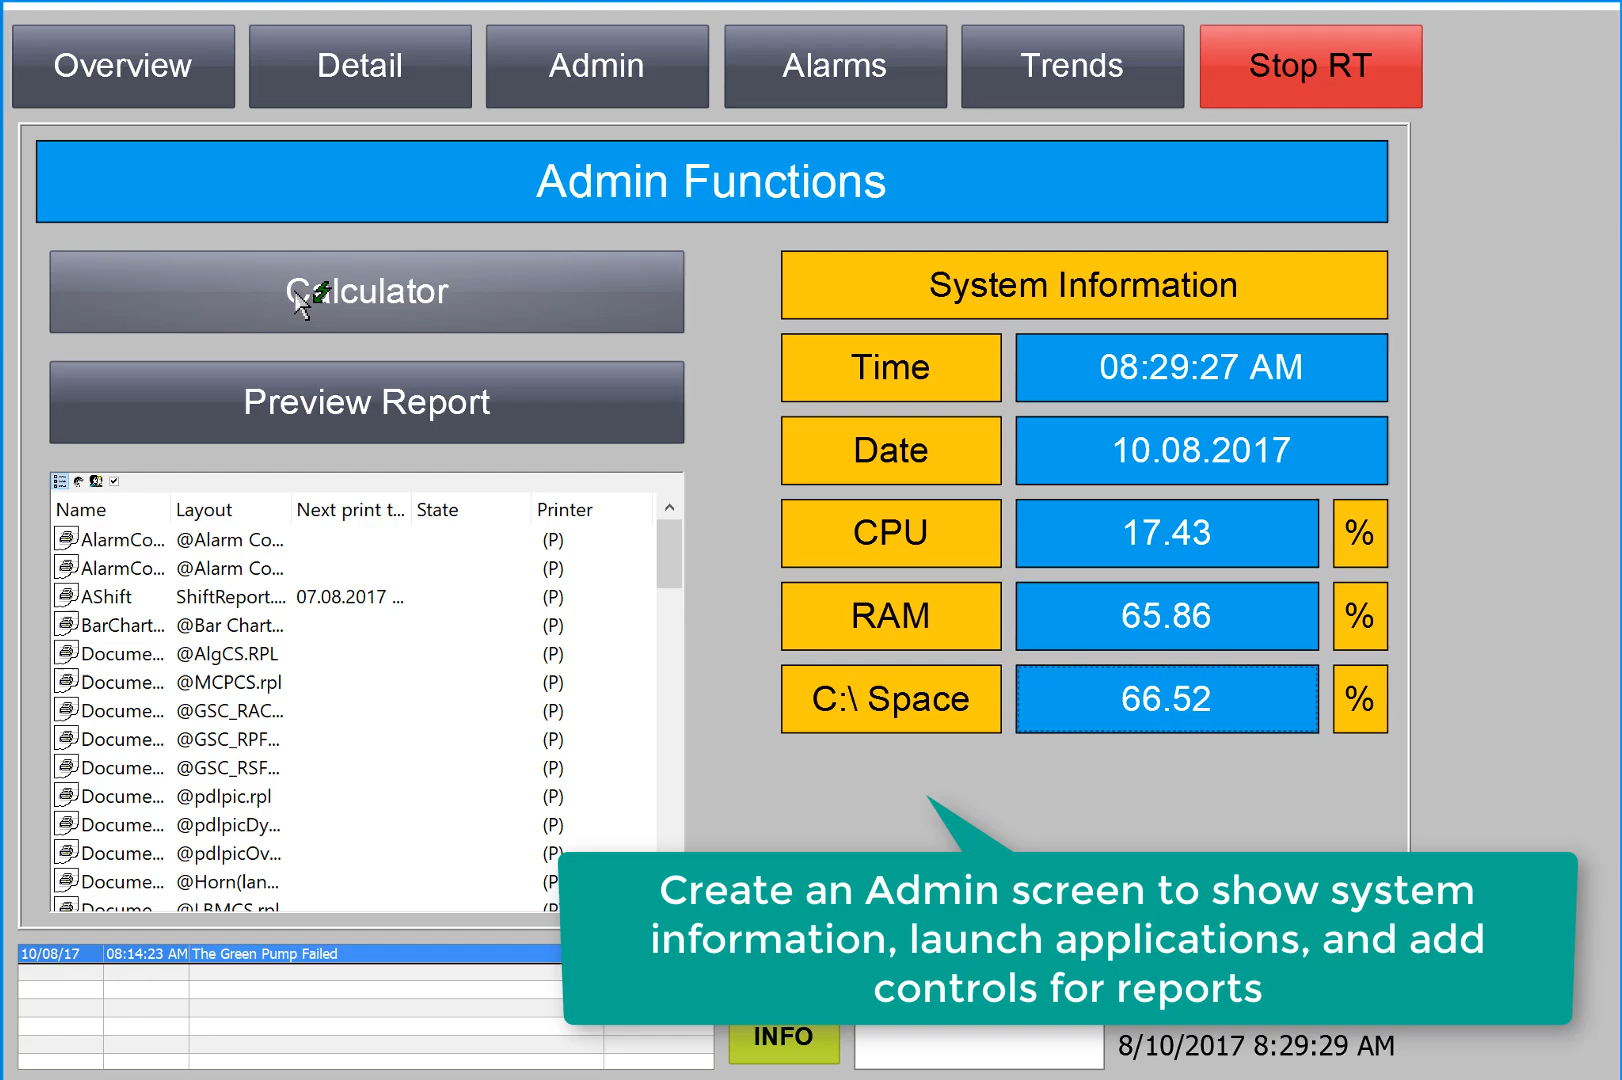 Overview Detail Admin Alarms Trends Stop RT
Admin Functions
Calculator
Preview Report
Name Layout Next print t... State Printer
AlarmCo... @Alarm Co... (P)
AlarmCo... @Alarm Co... (P)
AShift ShiftReport.... 07.08.2017 ... (P)
BarChart... @Bar Chart... (P)
Docume... @AlgCS.RPL (P)
Docume... @MCPCS.rpl (P)
Docume... @GSC_RAC... (P)
Docume... @GSC_RPF... (P)
Docume... @GSC_RSF... (P)
Docume... @pdlpic.rpl (P)
Docume... @pdlpicDy... (P)
Docume... @pdlpicOv... (P)
Docume... @Horn(lan... (P
Docume... @LBMCS.rpl
System Information
Time 08:29:27 AM
Date 10.08.2017
CPU 17.43 %
RAM 65.86 %
C:\ Space 66.52 %
Create an Admin screen to show system
information, launch applications, and add
controls for reports
10/08/17 08:14:23 AM The Green Pump Failed
INFO
8/10/2017 8:29:29 AM